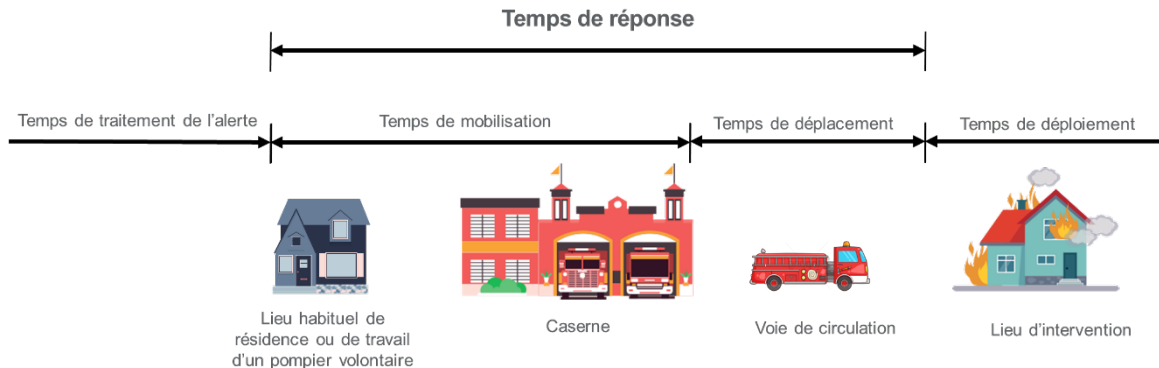 Temps de réponse
Temps de traitement de l'alerte
Temps de mobilisation
Temps de déplacement
Temps de déploiement
Lieu habituel de
résidence ou de travail
d'un pompier volontaire
Caserne
Voie de circulation
Lieu d'intervention